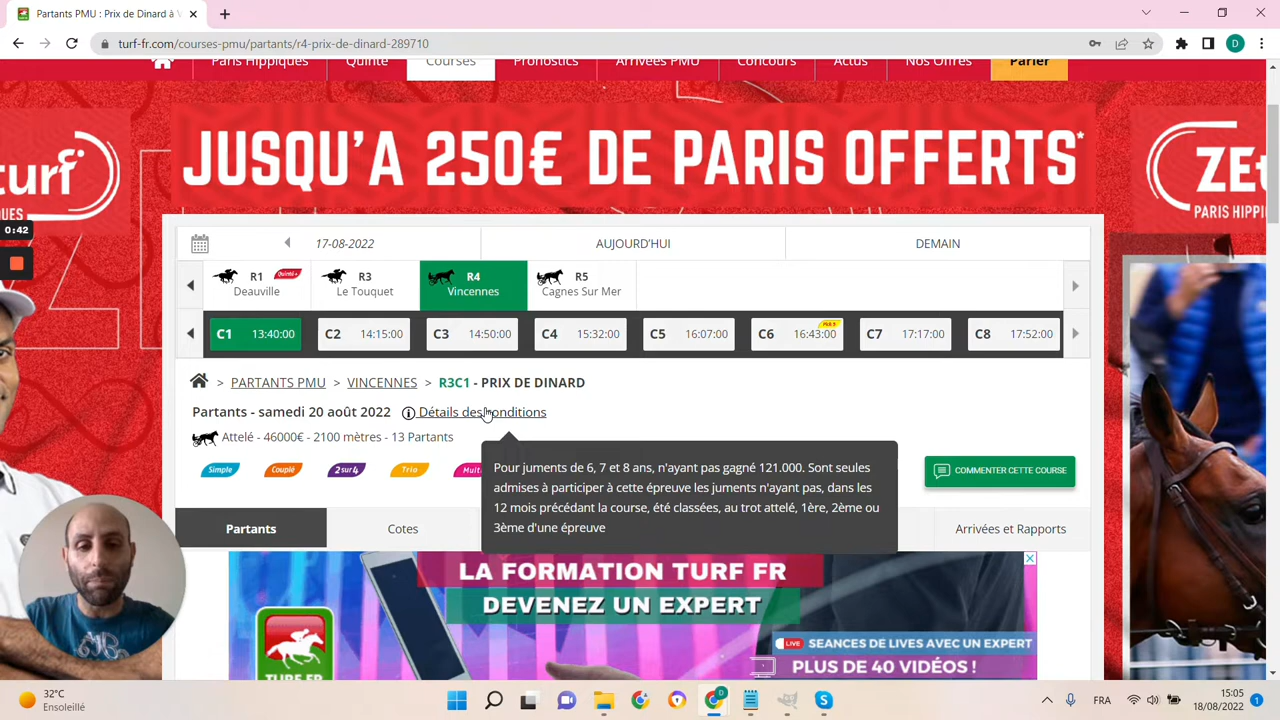 Partants PMU : Prix de Dinard à V
turf-fr.com/courses-pmu/partants/r4-prix-de-dinard-289710
D
Paris Hippiques Quinté Courses Pronostics Arrivées PMU Concours Actus Nos Offres Parier
JUSQU'A 250€ DE PARIS OFFERTS*
turf
0:42
17-08-2022 AUJOURD'HUI DEMAIN
R1 Quinté+ R3 R4 R5
Deauville Le Touquet Vincennes Cagnes Sur Mer
C1 13:40:00 C2 14:15:00 C3 14:50:00 C4 15:32:00 C5 16:07:00 C6 16:43:00 C7 17:17:00 C8 17:52:00
> PARTANTS PMU > VINCENNES > R3C1 - PRIX DE DINARD
Partants - samedi 20 août 2022 Détails des conditions
Attelé - 46000€ - 2100 mètres - 13 Partants
Simple Couplé 2sur4 Trio
Pour juments de 6, 7 et 8 ans, n'ayant pas gagné 121.000. Sont seules
admises à participer à cette épreuve les juments n'ayant pas, dans les
12 mois précédant la course, été classées, au trot attelé, 1ère, 2ème ou
3ème d'une épreuve
COMMENTER CETTE COURSE
Partants Cotes Arrivées et Rapports
LA FORMATION TURF FR
DEVENEZ UN EXPERT
LIVE SEANCES DE LIVES AVEC UN EXPERT
PLUS DE 40 VIDÉOS !
TURF FR
32°C
Ensoleillé
FRA
15:05
18/08/2022
1